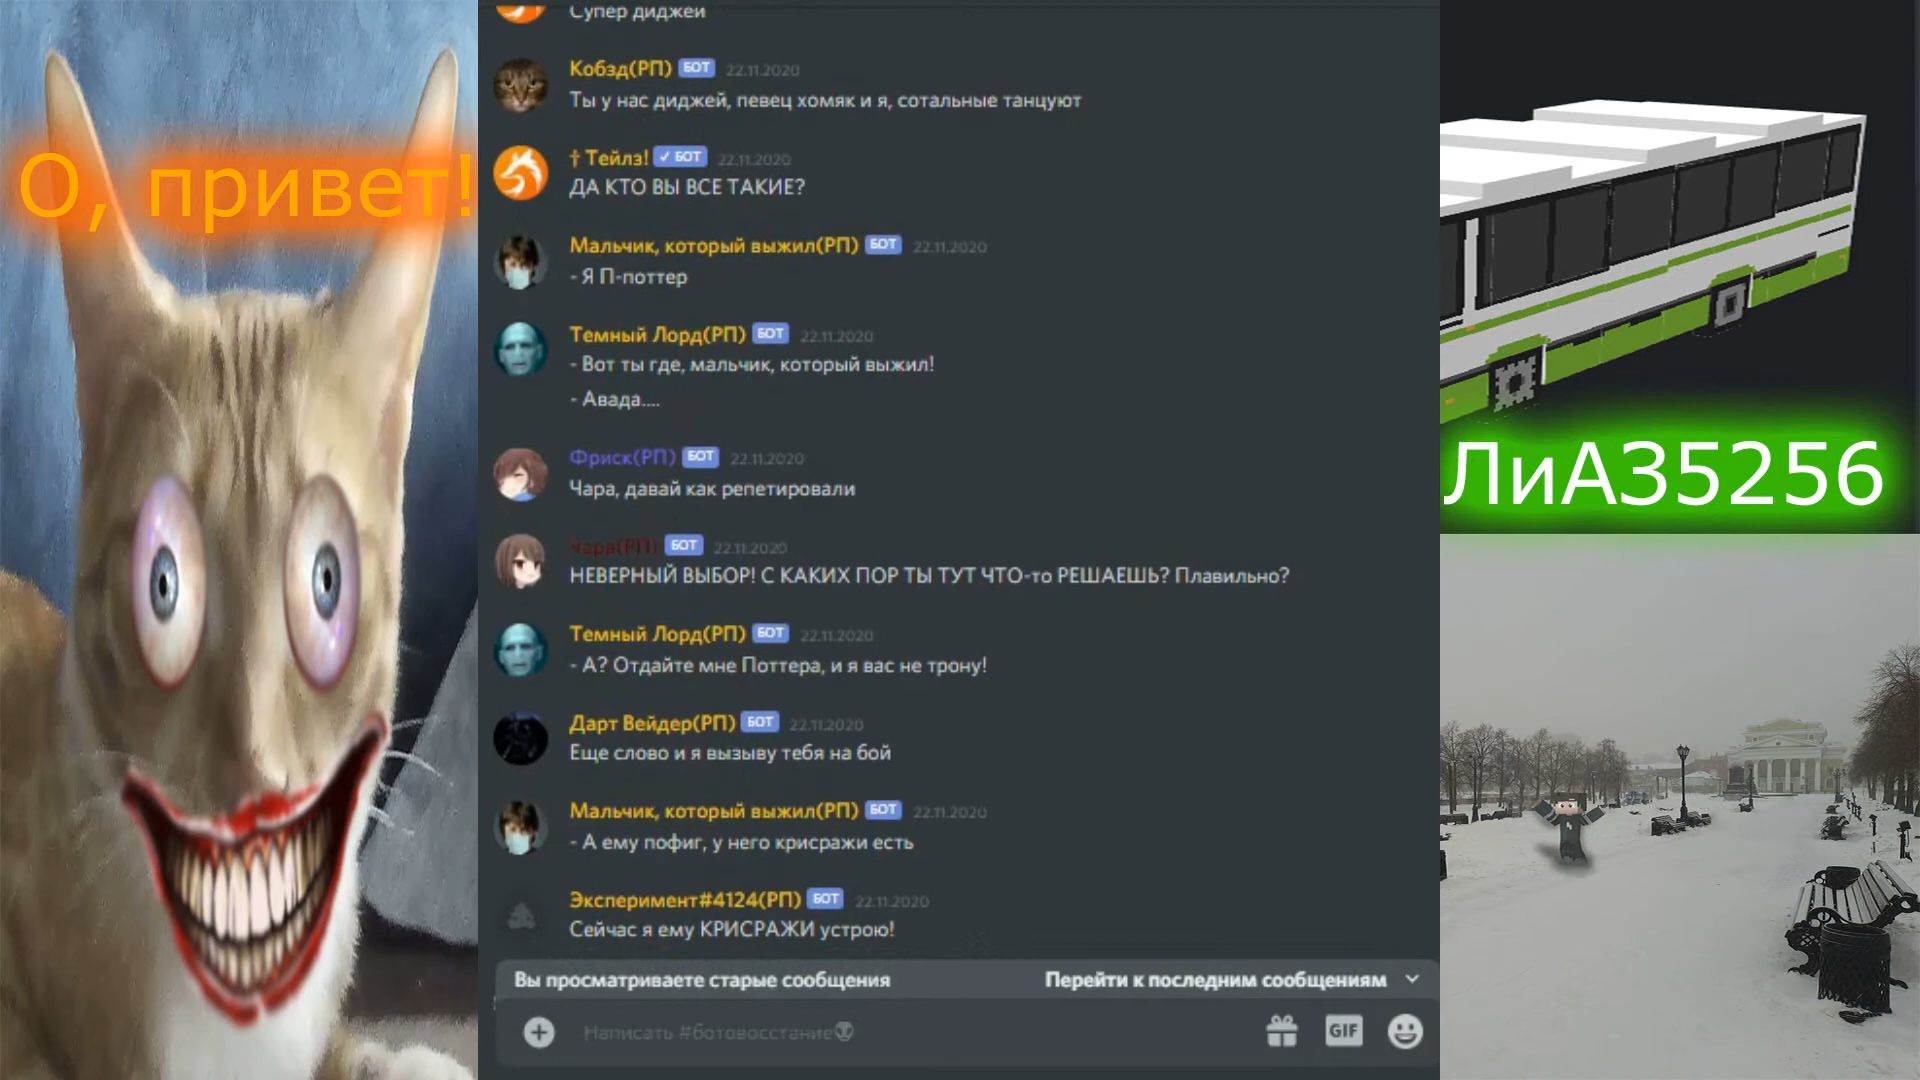 О, привет!
Супер диджей
Кобзд(РП) БОТ 22.11.2020
Ты у нас диджей, певец хомяк и я, сотальные танцуют
† Тейлз! ✓ БОТ 22.11.2020
ДА КТО ВЫ ВСЕ ТАКИЕ?
Мальчик, который выжил(РП) БОТ 22.11.2020
- Я П-поттер
Темный Лорд(РП) БОТ 22.11.2020
- Вот ты где, мальчик, который выжил!
- Авада....
Фриск(РП) БОТ 22.11.2020
Чара, давай как репетировали
Чара(РП) БОТ 22.11.2020
НЕВЕРНЫЙ ВЫБОР! С КАКИХ ПОР ТЫ ТУТ ЧТО-то РЕШАЕШЬ? Плавильно?
Темный Лорд(РП) БОТ 22.11.2020
- А? Отдайте мне Поттера, и я вас не трону!
Дарт Вейдер(РП) БОТ 22.11.2020
Еще слово и я вызыву тебя на бой
Мальчик, который выжил(РП) БОТ 22.11.2020
- А ему пофиг, у него крисражи есть
Эксперимент#4124(РП) БОТ 22.11.2020
Сейчас я ему КРИСРАЖИ устрою!
Вы просматриваете старые сообщения Перейти к последним сообщениям
Написать #ботовосстание👽
GIF
ЛиАЗ5256